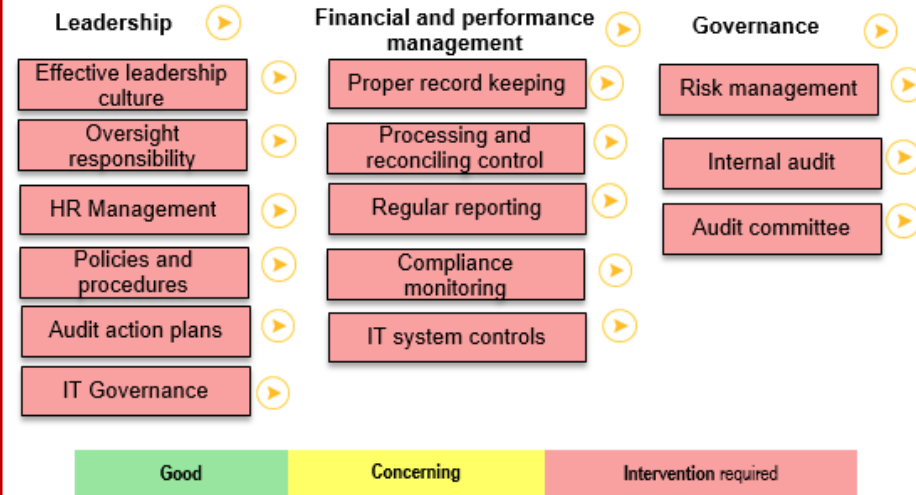 Leadership
Effective leadership
culture
Oversight
responsibility
HR Management
Policies and
procedures
Audit action plans
IT Governance
Financial and performance
management
Proper record keeping
Processing and
reconciling control
Regular reporting
Compliance
monitoring
IT system controls
Governance
Risk management
Internal audit
Audit committee
Good
Concerning
Intervention required